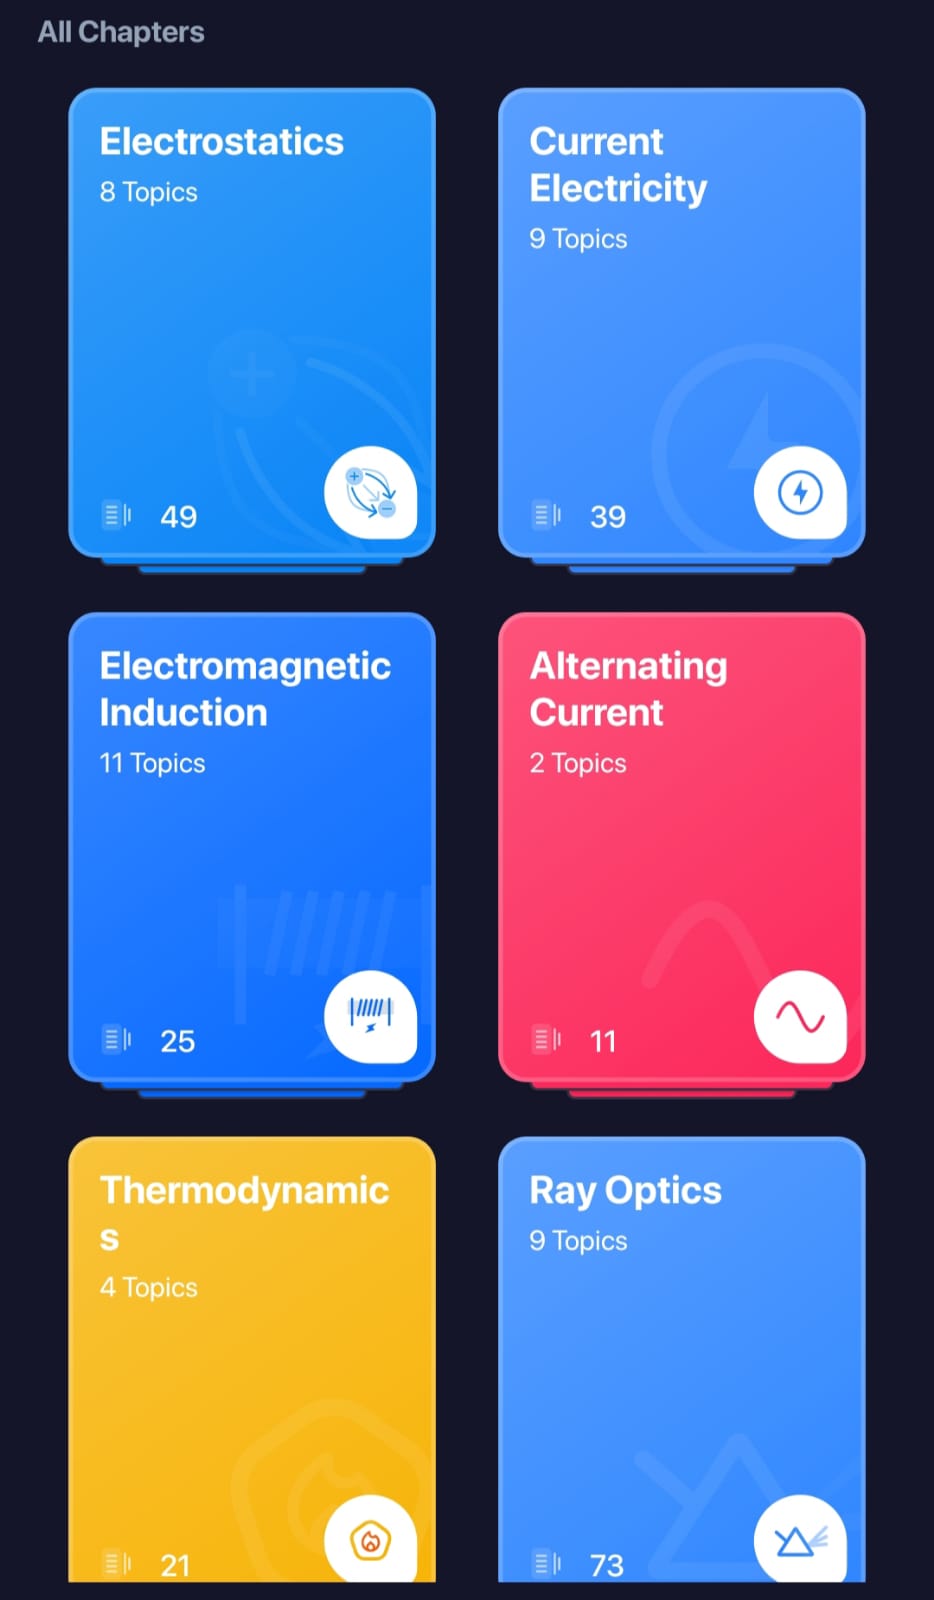 All Chapters
Electrostatics
8 Topics
49
Current
Electricity
9 Topics
39
Electromagnetic
Induction
11 Topics
25
Alternating
Current
2 Topics
11
Thermodynamic
s
4 Topics
21
Ray Optics
9 Topics
73